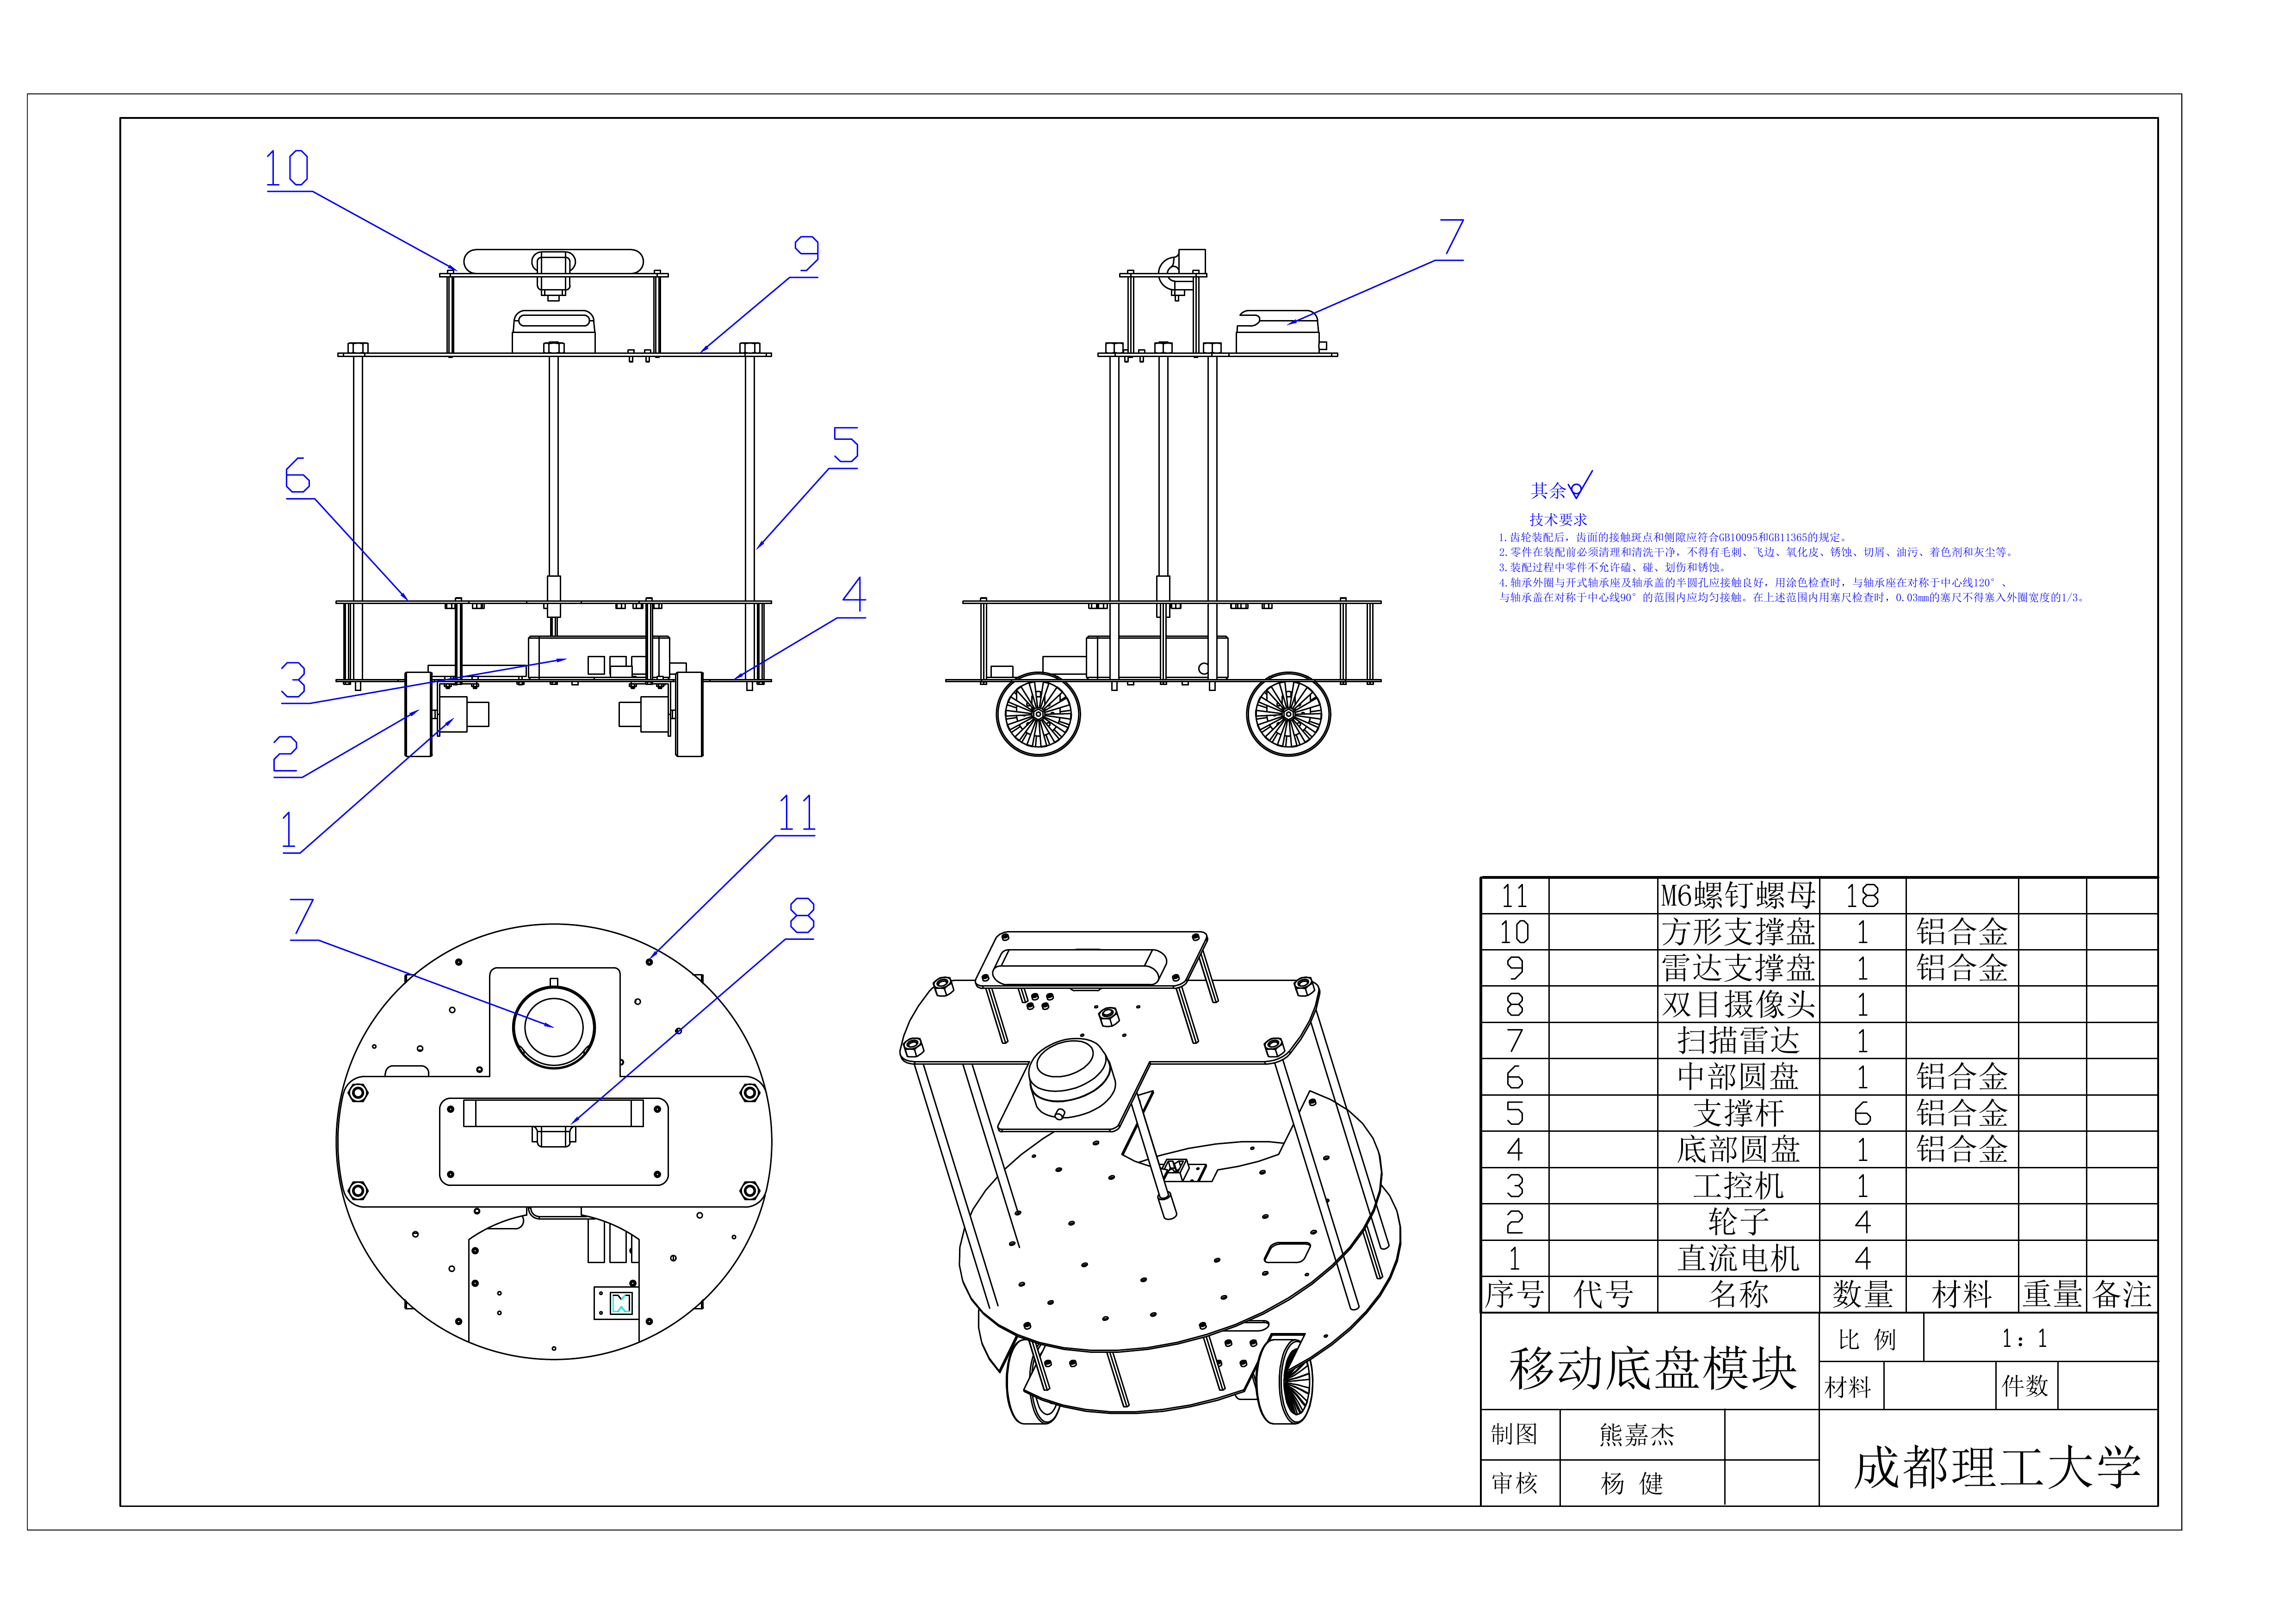 10
9
7
5
6
4
3
2
1
11
7
8
其余
技术要求
1.齿轮装配后，齿面的接触斑点和侧隙应符合GB10095和GB11365的规定。
2.零件在装配前必须清理和清洗干净，不得有毛刺、飞边、氧化皮、锈蚀、切屑、油污、着色剂和灰尘等。
3.装配过程中零件不允许磕、碰、划伤和锈蚀。
4.轴承外圈与开式轴承座及轴承盖的半圆孔应接触良好，用涂色检查时，与轴承座在对称于中心线120°、
与轴承盖在对称于中心线90°的范围内应均匀接触。在上述范围内用塞尺检查时，0.03mm的塞尺不得塞入外圈宽度的1/3。
11 M6螺钉螺母 18
10 方形支撑盘 1 铝合金
9 雷达支撑盘 1 铝合金
8 双目摄像头 1
7 扫描雷达 1
6 中部圆盘 1 铝合金
5 支撑杆 6 铝合金
4 底部圆盘 1 铝合金
3 工控机 1
2 轮子 4
1 直流电机 4
序号 代号 名称 数量 材料 重量 备注
移动底盘模块
比 例 1：1
材料 件数
制图 熊嘉杰
审核 杨 健
成都理工大学